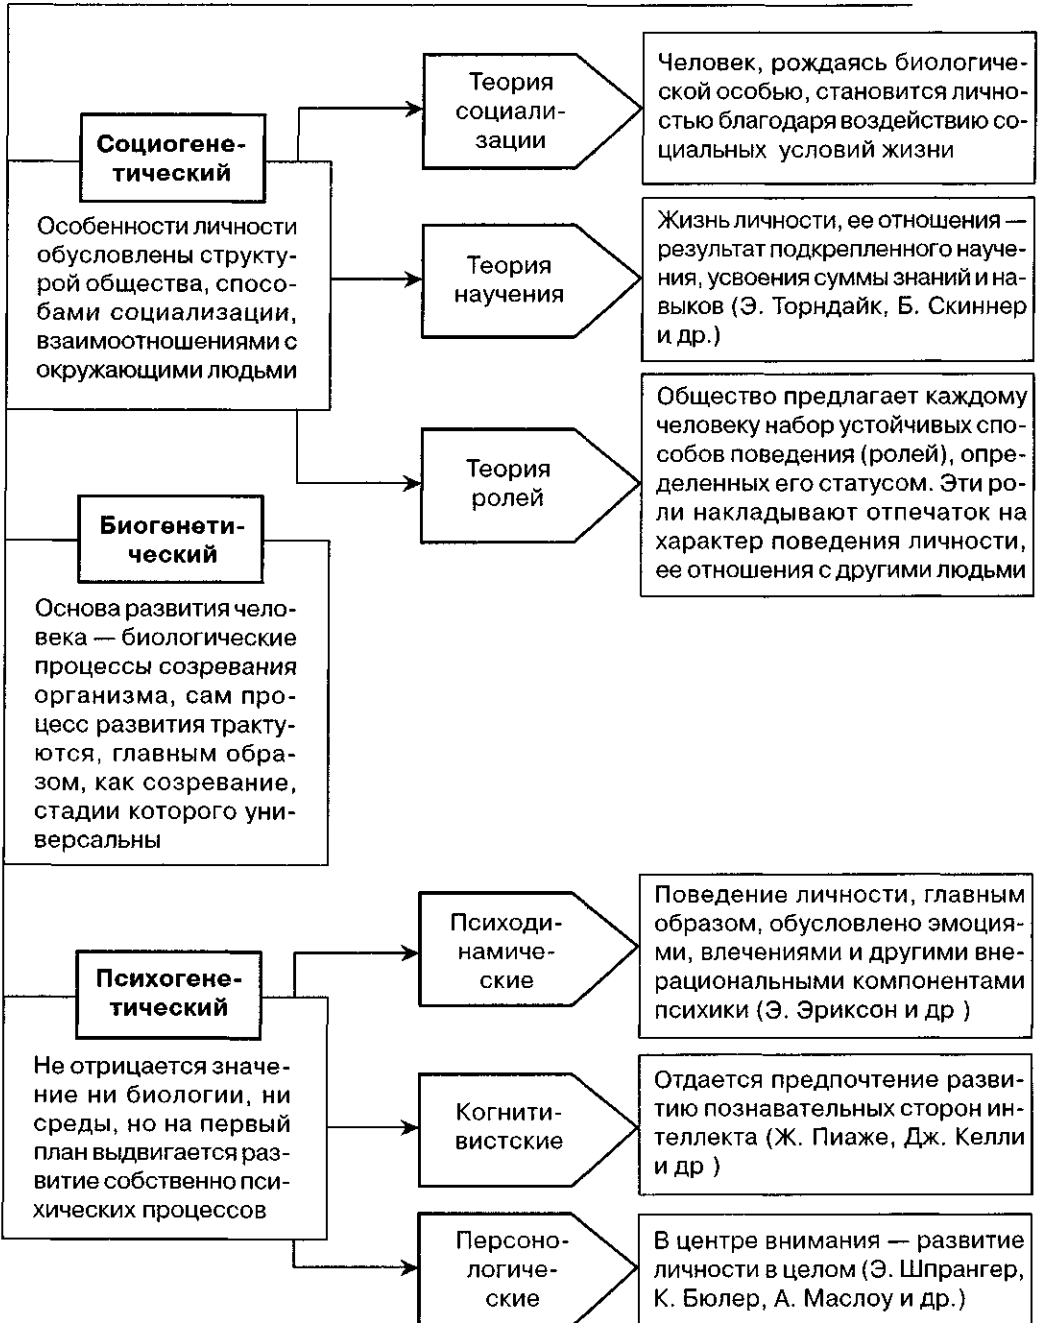 Социогене-
тический
Особенности личности
обусловлены структу-
рой общества, спосо-
бами социализации,
взаимоотношениями с
окружающими людьми
Теория
социали-
зации
Человек, рождаясь биологиче-
ской особью, становится лично-
стью благодаря воздействию со-
циальных условий жизни
Теория
научения
Жизнь личности, ее отношения —
результат подкрепленного науче-
ния, усвоения суммы знаний и на-
выков (Э. Торндайк, Б. Скиннер
и др.)
Теория
ролей
Общество предлагает каждому
человеку набор устойчивых спо-
собов поведения (ролей), опре-
деленных его статусом. Эти ро-
ли накладывают отпечаток на
характер поведения личности,
ее отношения с другими людьми
Биогенети-
ческий
Основа развития чело-
века — биологические
процессы созревания
организма, сам про-
цесс развития тракту-
ются, главным обра-
зом, как созревание,
стадии которого уни-
версальны
Психогене-
тический
Не отрицается значе-
ние ни биологии, ни
среды, но на первый
план выдвигается раз-
витие собственно пси-
хических процессов
Психоди-
намиче-
ские
Поведение личности, главным
образом, обусловлено эмоция-
ми, влечениями и другими вне-
рациональными компонентами
психики (Э. Эриксон и др )
Когнити-
вистские
Отдается предпочтение разви-
тию познавательных сторон ин-
теллекта (Ж. Пиаже, Дж. Келли
и др )
Персоно-
логиче-
ские
В центре внимания — развитие
личности в целом (Э. Шпрангер,
К. Бюлер, А. Маслоу и др.)